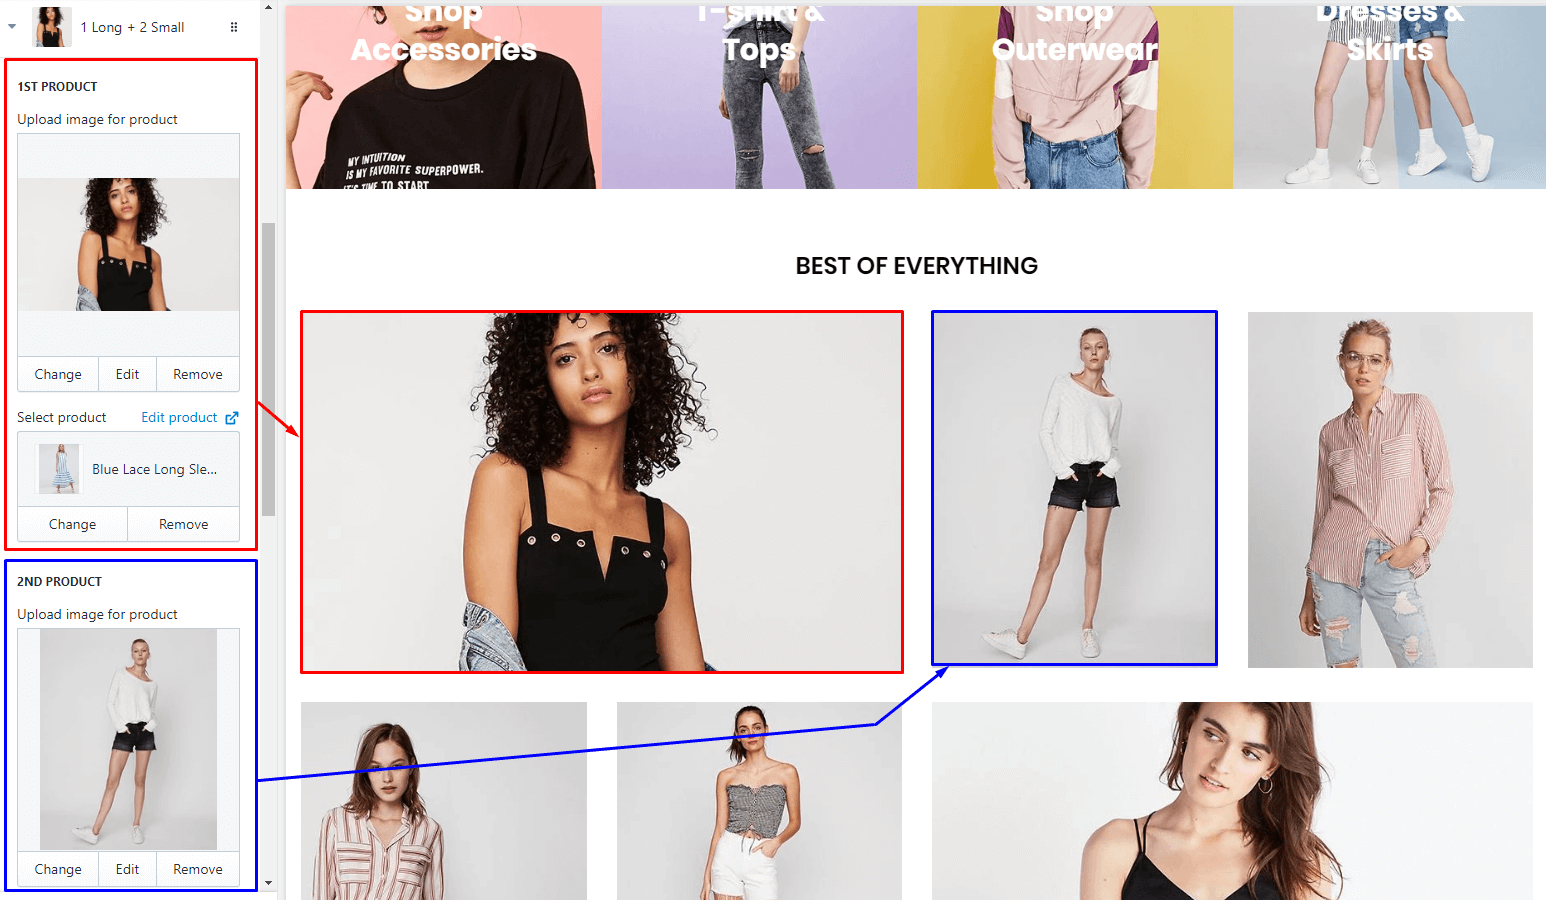 1 Long + 2 Small
1ST PRODUCT
Upload image for product
Change
Edit
Remove
Select product
Edit product
Blue Lace Long Sle...
Change
Remove
2ND PRODUCT
Upload image for product
Change
Edit
Remove
Shop
Accessories
T-shirt &
Tops
Shop
Outerwear
Dresses &
Skirts
MY INTUITION
IS MY FAVORITE SUPERPOWER.
IT'S TIME TO START
BEST OF EVERYTHING